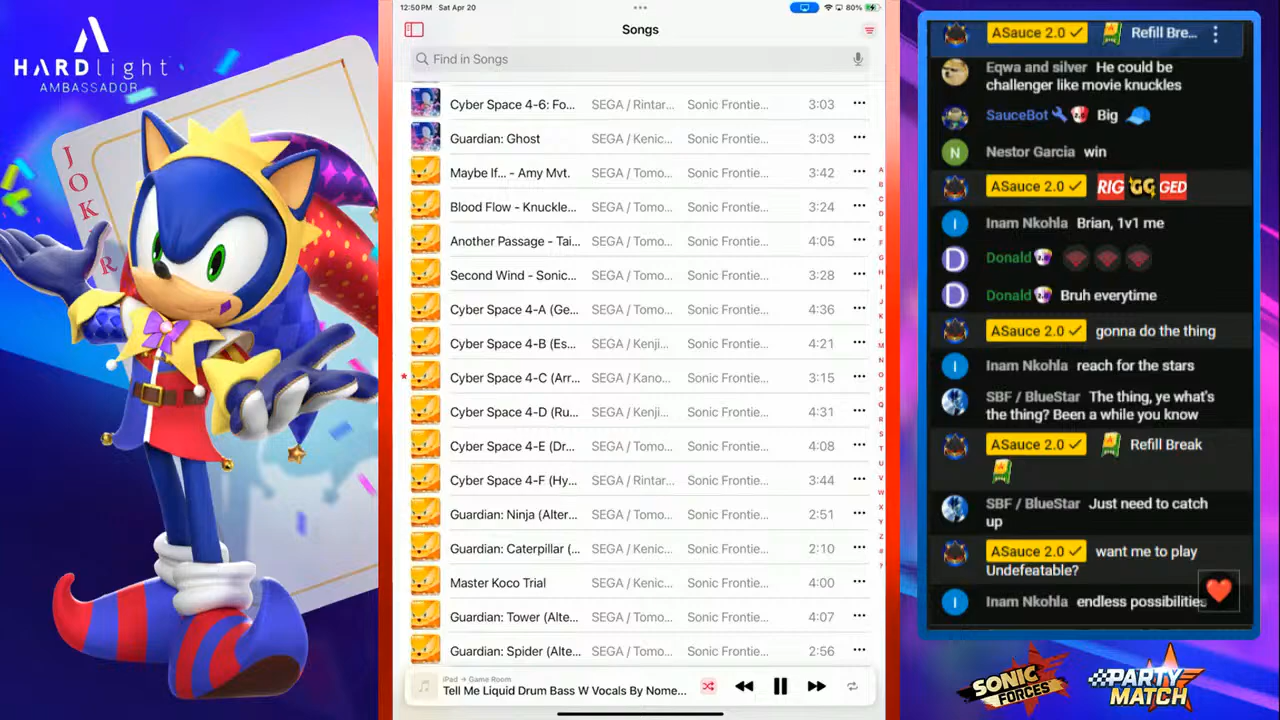 HARDlight
AMBASSADOR
JOKER
12:50 PM Sat Apr 20
80%
Songs
Find in Songs
Cyber Space 4-6: Fo... SEGA / Rintar... Sonic Frontie... 3:03
Guardian: Ghost SEGA / Kenic... Sonic Frontie... 3:03
Maybe If... - Amy Mvt. SEGA / Tomo... Sonic Frontie... 3:42
Blood Flow - Knuckle... SEGA / Tomo... Sonic Frontie... 3:24
Another Passage - Tai... SEGA / Tomo... Sonic Frontie... 4:05
Second Wind - Sonic... SEGA / Tomo... Sonic Frontie... 3:28
Cyber Space 4-A (Ge... SEGA / Tomo... Sonic Frontie... 4:36
Cyber Space 4-B (Es... SEGA / Kenji... Sonic Frontie... 4:21
Cyber Space 4-C (Arr... SEGA / Kano... Sonic Frontie... 3:15
Cyber Space 4-D (Ru... SEGA / Kenji... Sonic Frontie... 4:31
Cyber Space 4-E (Dr... SEGA / Tomo... Sonic Frontie... 4:08
Cyber Space 4-F (Hy... SEGA / Rintar... Sonic Frontie... 3:44
Guardian: Ninja (Alter... SEGA / Tomo... Sonic Frontie... 2:51
Guardian: Caterpillar (... SEGA / Tomo... Sonic Frontie... 2:10
Master Koco Trial SEGA / Kenic... Sonic Frontie... 4:00
Guardian: Tower (Alte... SEGA / Tomo... Sonic Frontie... 4:07
Guardian: Spider (Alte... SEGA / Tomo... Sonic Frontie... 2:56
iPad → Game Room
Tell Me Liquid Drum Bass W Vocals By Nome...
ASauce 2.0 Refill Bre...
Eqwa and silver He could be
challenger like movie knuckles
SauceBot Big
N Nestor Garcia win
ASauce 2.0 RIG GG GED
I Inam Nkohla Brian, 1v1 me
D Donald
D Donald Bruh everytime
ASauce 2.0 gonna do the thing
I Inam Nkohla reach for the stars
SBF / BlueStar The thing, ye what's
the thing? Been a while you know
ASauce 2.0 Refill Break
SBF / BlueStar Just need to catch
up
ASauce 2.0 want me to play
Undefeatable?
I Inam Nkohla endless possibilities
SONIC
FORCES
PARTY
MATCH